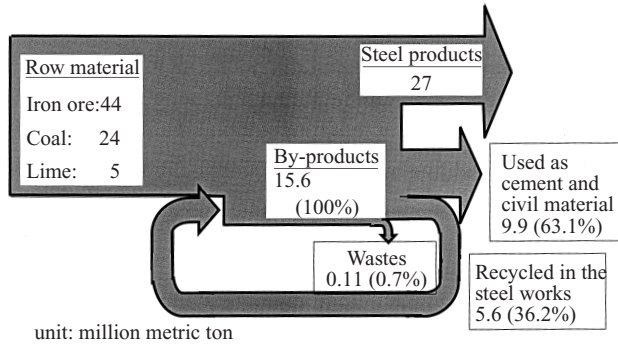 Row material
Iron ore:44
Coal: 24
Lime: 5
Steel products
27
By-products
15.6
(100%)
Used as
cement and
civil material
9.9 (63.1%)
Wastes
0.11 (0.7%)
Recycled in the
steel works
5.6 (36.2%)
unit: million metric ton